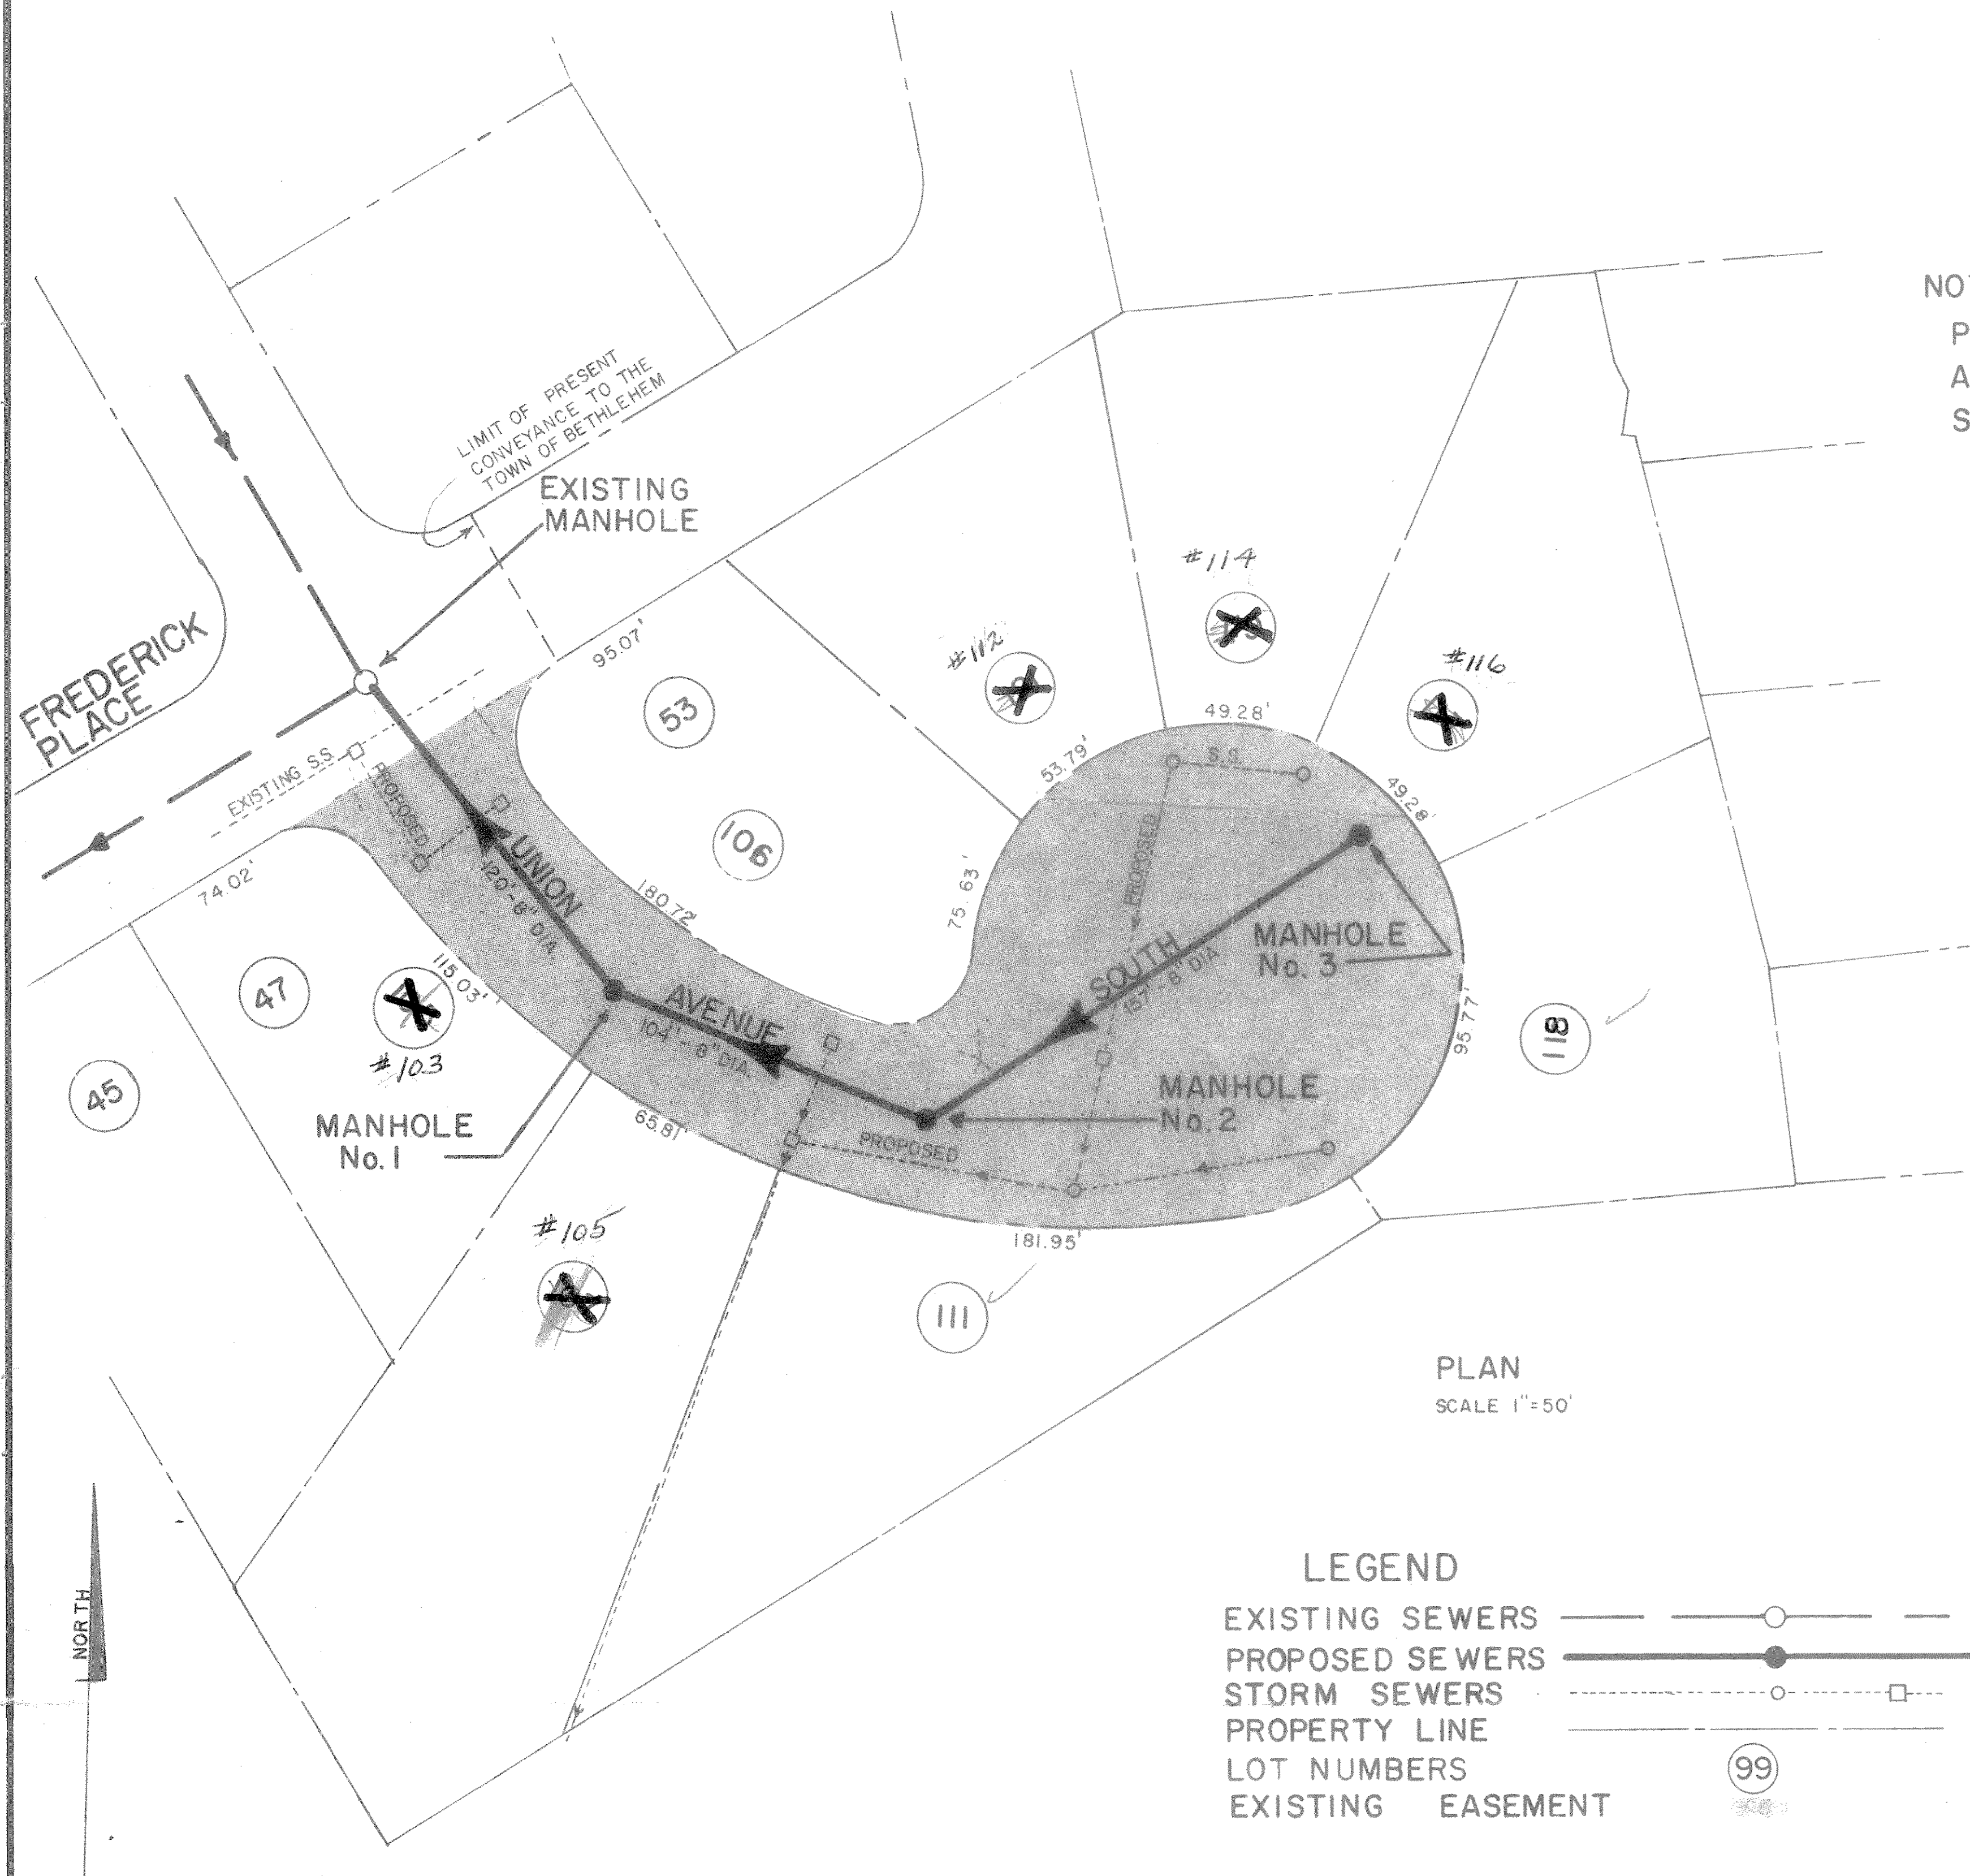 LIMIT OF PRESENT
CONVEYANCE TO THE
TOWN OF BETHLEHEM
EXISTING
MANHOLE
NO
P
A
S
FREDERICK
PLACE
EXISTING S.S.
PROPOSED
95.07'
53
106
#112
#114
#116
53.79'
49.28'
49.28'
S.S.
PROPOSED
75.63'
74.02'
UNION
120'-8" DIA.
180.72'
115.03'
47
#103
45
AVENUE
104'-8" DIA.
SOUTH
157'-8" DIA
MANHOLE
No. 3
95.77'
118
MANHOLE
No. 2
MANHOLE
No. 1
65.81'
PROPOSED
#105
181.95'
111
PLAN
SCALE 1"=50'
NORTH
LEGEND
EXISTING SEWERS
PROPOSED SEWERS
STORM SEWERS
PROPERTY LINE
LOT NUMBERS
99
EXISTING EASEMENT